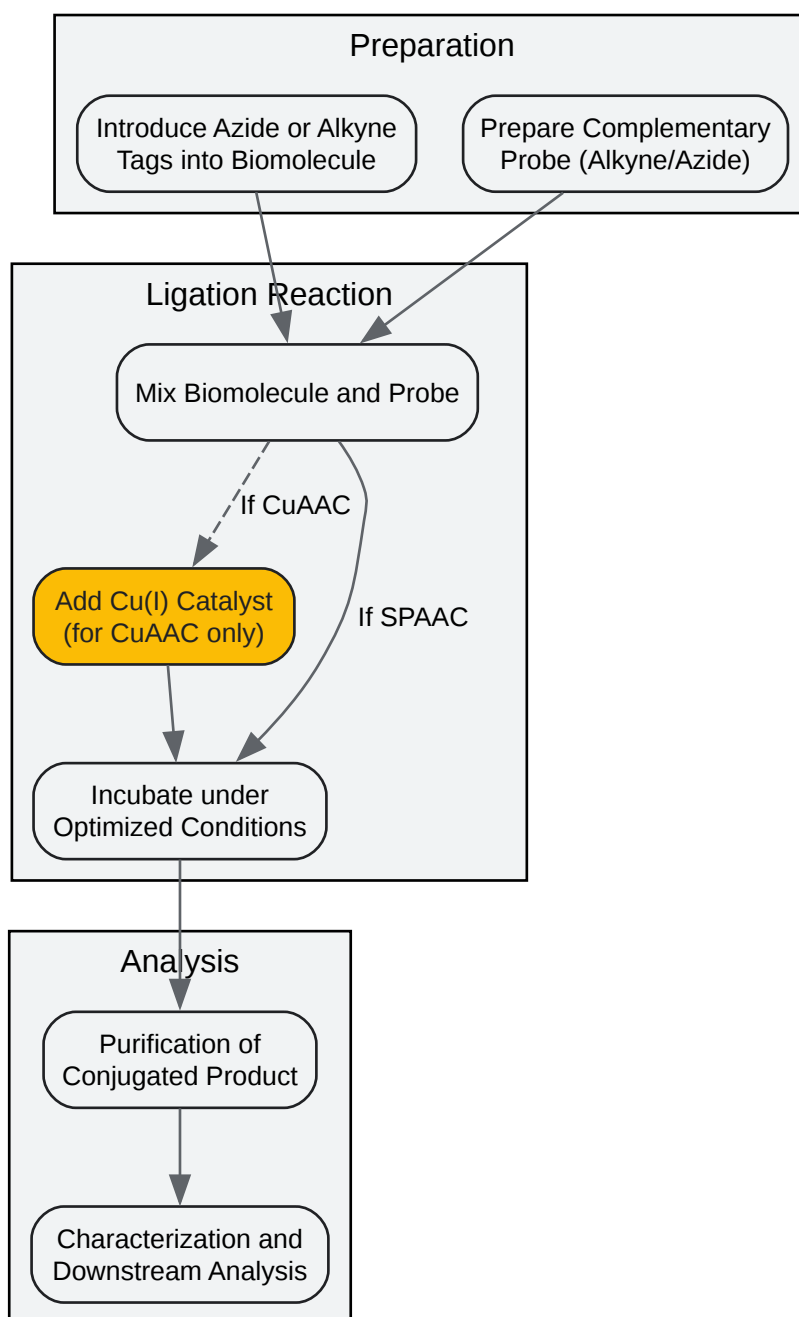 Preparation
Introduce Azide or Alkyne
Tags into Biomolecule
Prepare Complementary
Probe (Alkyne/Azide)
Ligation Reaction
Mix Biomolecule and Probe
If CuAAC
Add Cu(I) Catalyst
(for CuAAC only)
If SPAAC
Incubate under
Optimized Conditions
Analysis
Purification of
Conjugated Product
Characterization and
Downstream Analysis